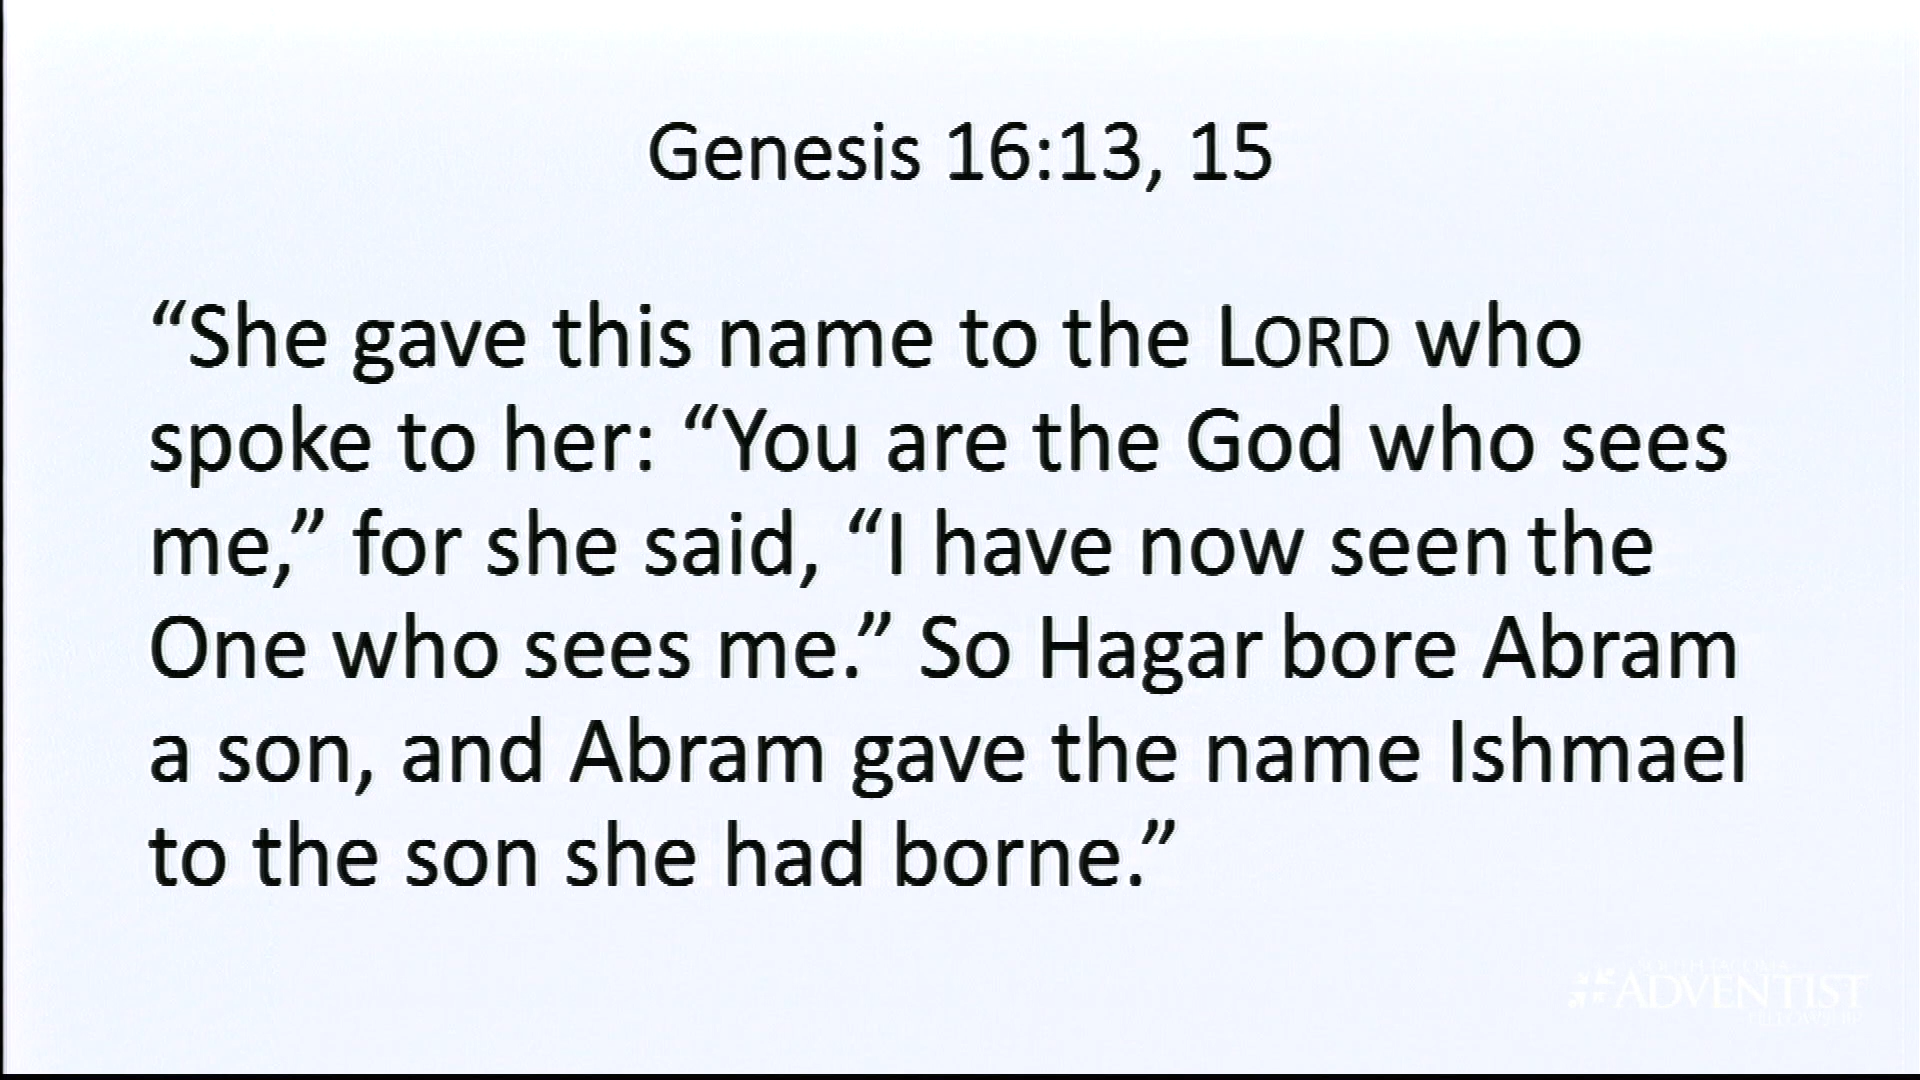 Genesis 16:13, 15
“She gave this name to the LORD who
spoke to her: “You are the God who sees
me,” for she said, “I have now seen the
One who sees me.” So Hagar bore Abram
a son, and Abram gave the name Ishmael
to the son she had borne.”
ADVENTIST
FELLOWSHIP